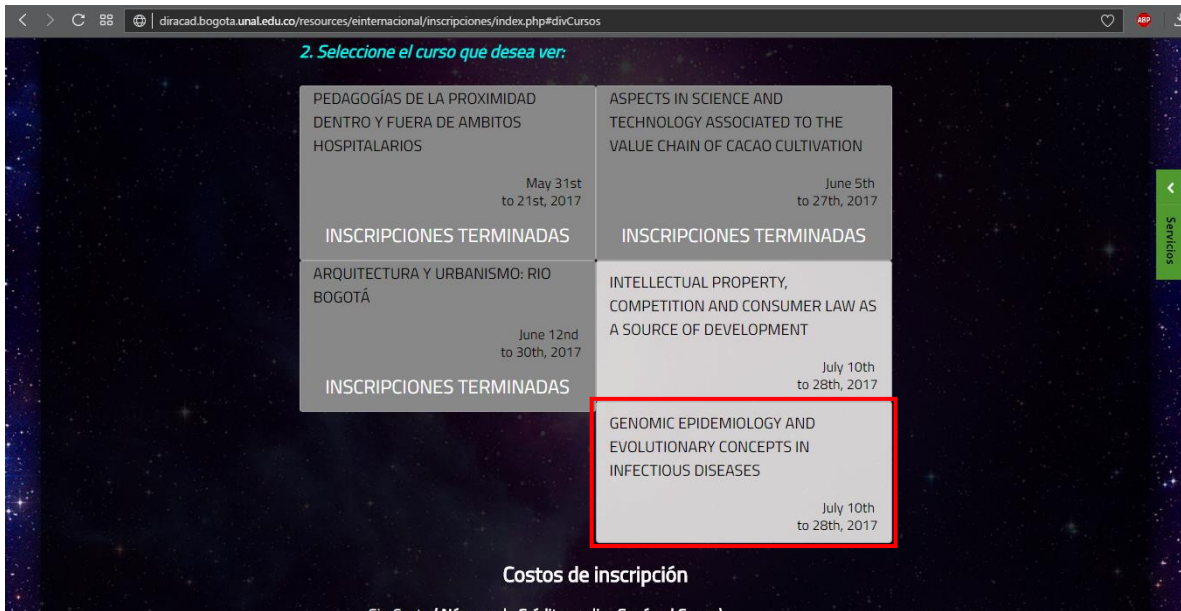 diracad.bogota.unal.edu.co/resources/einternacional/inscripciones/index.php#divCursos
ABP
2. Seleccione el curso que desea ver:
PEDAGOGÍAS DE LA PROXIMIDAD
DENTRO Y FUERA DE AMBITOS
HOSPITALARIOS
May 31st
to 21st, 2017
INSCRIPCIONES TERMINADAS
ASPECTS IN SCIENCE AND
TECHNOLOGY ASSOCIATED TO THE
VALUE CHAIN OF CACAO CULTIVATION
June 5th
to 27th, 2017
INSCRIPCIONES TERMINADAS
ARQUITECTURA Y URBANISMO: RIO
BOGOTÁ
June 12nd
to 30th, 2017
INSCRIPCIONES TERMINADAS
INTELLECTUAL PROPERTY,
COMPETITION AND CONSUMER LAW AS
A SOURCE OF DEVELOPMENT
July 10th
to 28th, 2017
GENOMIC EPIDEMIOLOGY AND
EVOLUTIONARY CONCEPTS IN
INFECTIOUS DISEASES
July 10th
to 28th, 2017
Servicios
Costos de inscripción